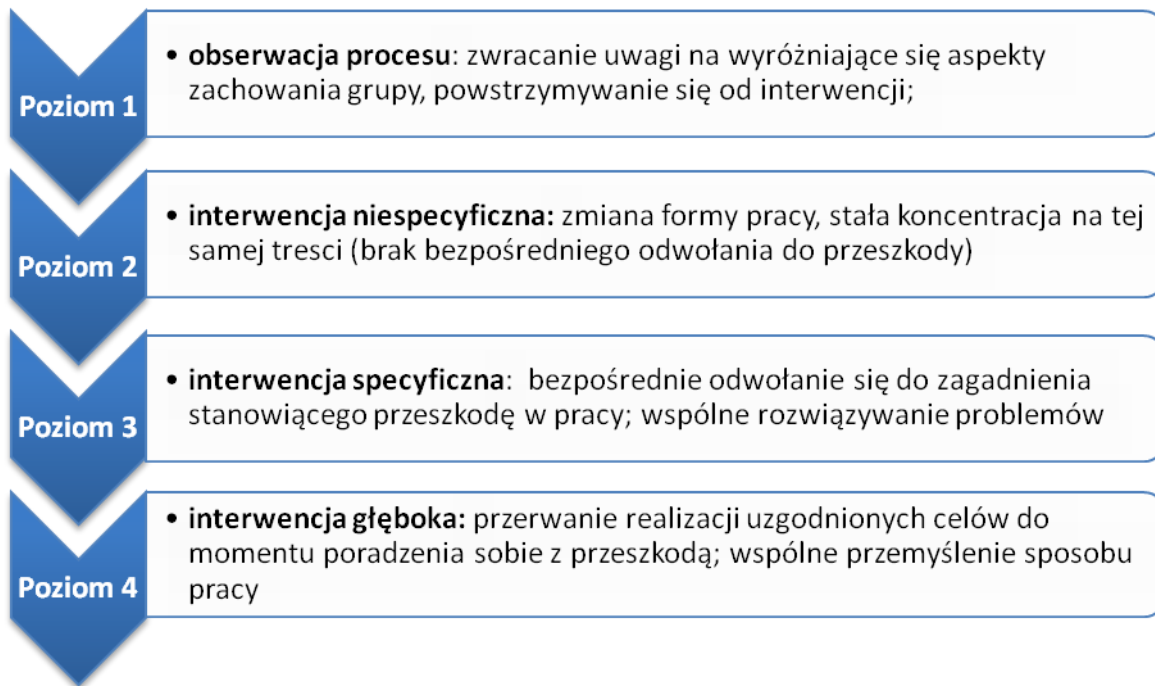 Poziom 1
• obserwacja procesu: zwracanie uwagi na wyróżniające się aspekty
zachowania grupy, powstrzymywanie się od interwencji;
Poziom 2
• interwencja niespecyficzna: zmiana formy pracy, stała koncentracja na tej
samej tresci (brak bezpośredniego odwołania do przeszkody)
Poziom 3
• interwencja specyficzna: bezpośrednie odwołanie się do zagadnienia
stanowiącego przeszkodę w pracy; wspólne rozwiązywanie problemów
Poziom 4
• interwencja głęboka: przerwanie realizacji uzgodnionych celów do
momentu poradzenia sobie z przeszkodą; wspólne przemyślenie sposobu
pracy